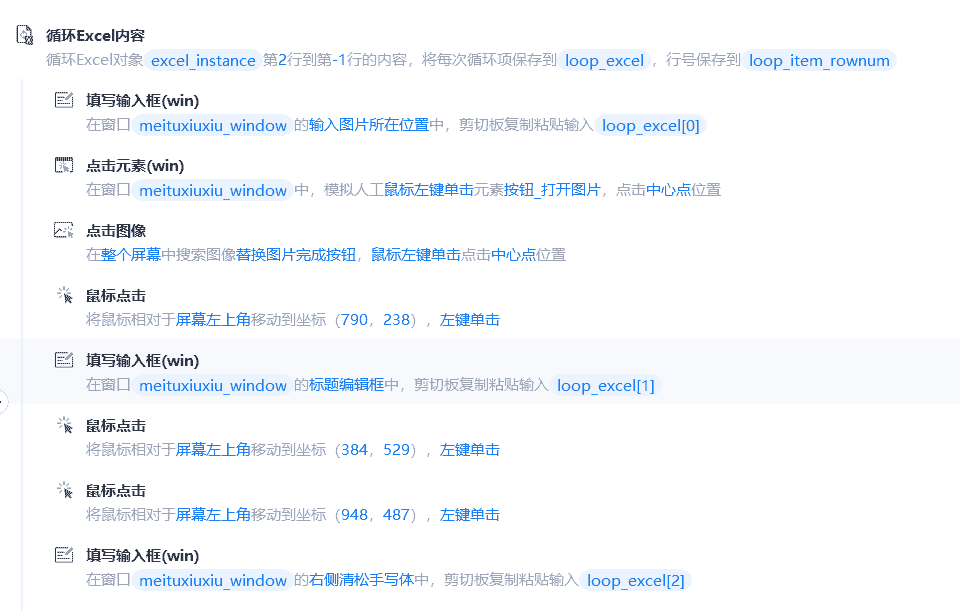 循环Excel内容
循环Excel对象 excel_instance 第2行到第-1行的内容，将每次循环项保存到 loop_excel ，行号保存到 loop_item_rownum
填写输入框(win)
在窗口 meituxiuxiu_window 的输入图片所在位置中，剪切板复制粘贴输入 loop_excel[0]
点击元素(win)
在窗口 meituxiuxiu_window 中，模拟人工鼠标左键单击元素按钮_打开图片，点击中心点位置
点击图像
在整个屏幕中搜索图像替换图片完成按钮，鼠标左键单击点击中心点位置
鼠标点击
将鼠标相对于屏幕左上角移动到坐标（790，238），左键单击
填写输入框(win)
在窗口 meituxiuxiu_window 的标题编辑框中，剪切板复制粘贴输入 loop_excel[1]
鼠标点击
将鼠标相对于屏幕左上角移动到坐标（384，529），左键单击
鼠标点击
将鼠标相对于屏幕左上角移动到坐标（948，487），左键单击
填写输入框(win)
在窗口 meituxiuxiu_window 的右侧清松手写体中，剪切板复制粘贴输入 loop_excel[2]